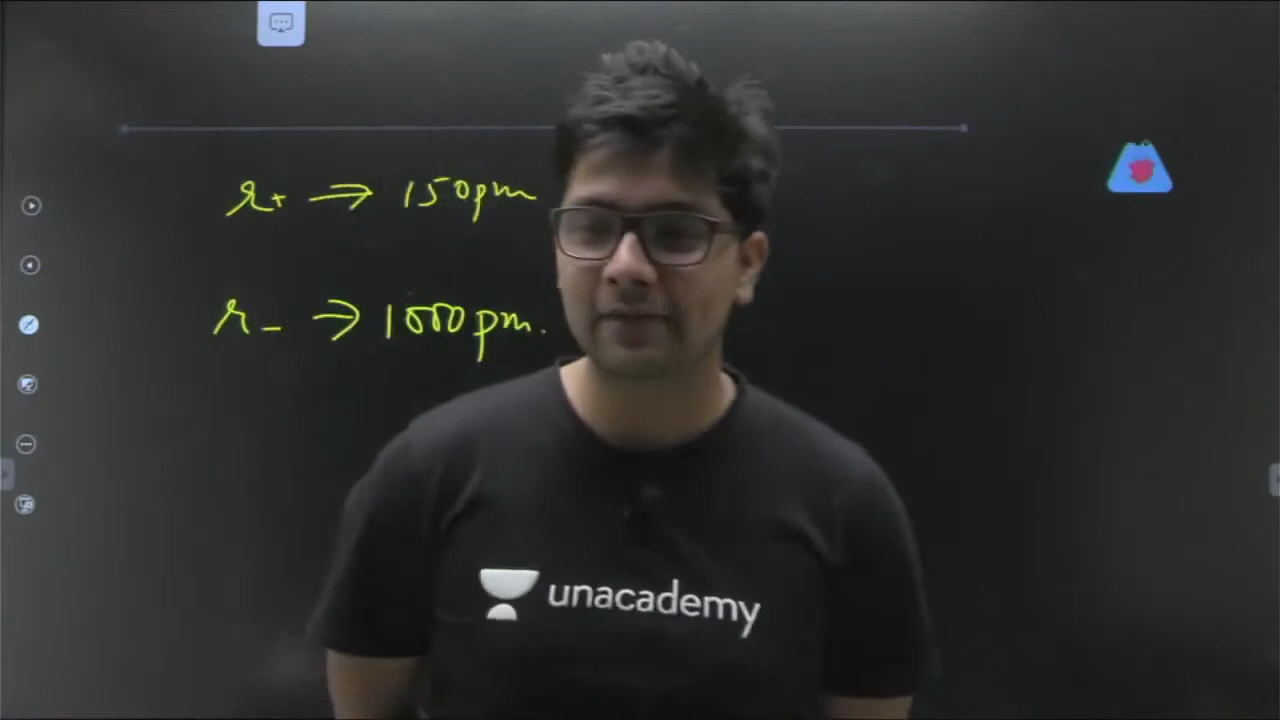 r+ → 150pm
r- → 1000pm.
unacademy